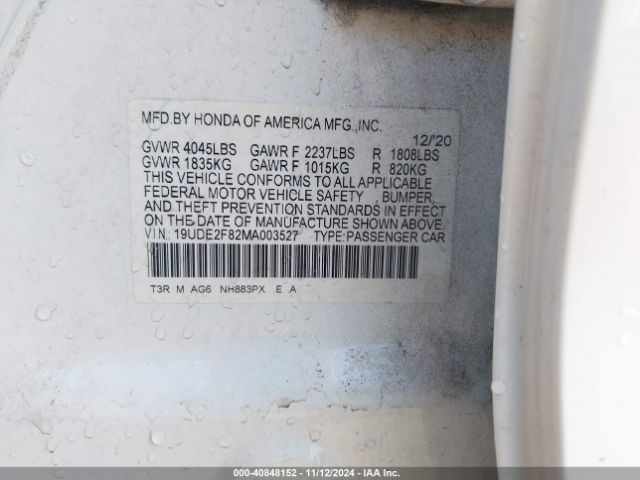 MFD.BY HONDA OF AMERICA MFG.,INC.
12/'20
GVWR 4045LBS GAWR F 2237LBS R 1808LBS
GVWR 1835KG GAWR F 1015KG R 820KG
THIS VEHICLE CONFORMS TO ALL APPLICABLE
FEDERAL MOTOR VEHICLE SAFETY , BUMPER,
AND THEFT PREVENTION STANDARDS IN EFFECT
ON THE DATE OF MANUFACTURE SHOWN ABOVE.
V.I.N.: 19UDE2F82MA003527 TYPE:PASSENGER CAR
T3R M AG6 NH883PX E A
000-40848152 - 11/12/2024 - IAA Inc.